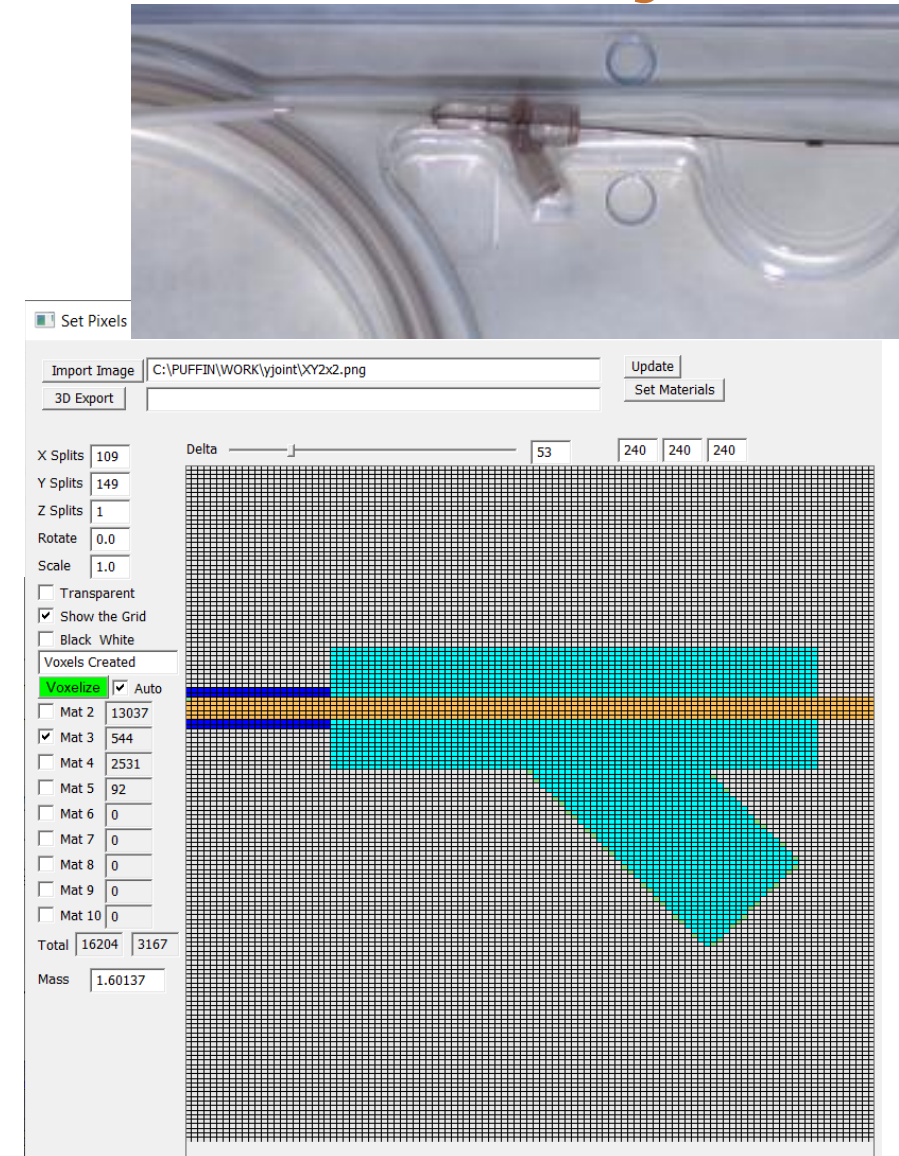 Set Pixels
Import Image C:\PUFFIN\WORK\yjoint\XY2x2.png Update
3D Export Set Materials
X Splits 109 Delta 53 240 240 240
Y Splits 149
Z Splits 1
Rotate 0.0
Scale 1.0
Transparent
Show the Grid
Black White
Voxels Created
Voxelize Auto
Mat 2 13037
Mat 3 544
Mat 4 2531
Mat 5 92
Mat 6 0
Mat 7 0
Mat 8 0
Mat 9 0
Mat 10 0
Total 16204 3167
Mass 1.60137